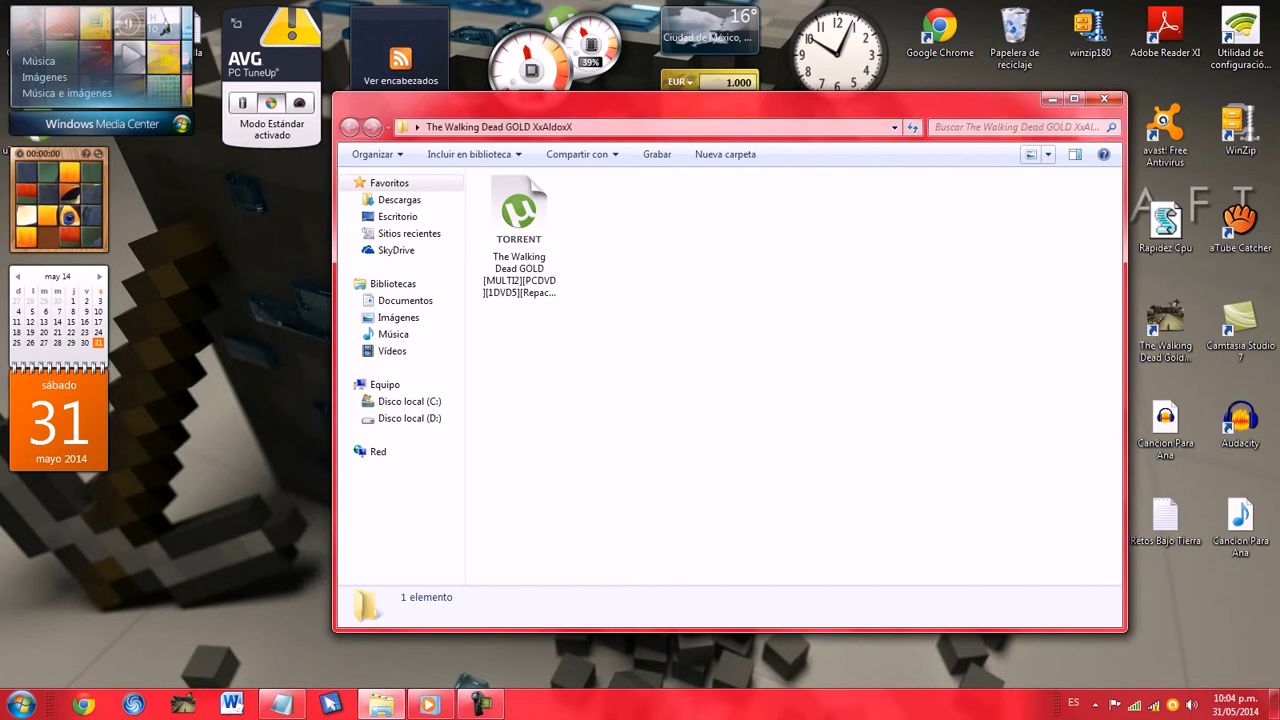 Música
Imágenes
Música e imágenes
Windows Media Center
AVG
PC TuneUp®
Modo Estándar
activado
Ver encabezados
39%
16°
Ciudad de México, ...
EUR
1.000
12
Google Chrome
Papelera de
reciclaje
winzip180
Adobe Reader XI
Utilidad de
configuració...
00:00:00
may 14
d l m m j v s
27 28 29 30 1 2 3
4 5 6 7 8 9 10
11 12 13 14 15 16 17
18 19 20 21 22 23 24
25 26 27 28 29 30 31
sábado
31
mayo 2014
The Walking Dead GOLD XxAldoxX
Buscar The Walking Dead GOLD XxAl...
Organizar
Incluir en biblioteca
Compartir con
Grabar
Nueva carpeta
Favoritos
Descargas
Escritorio
Sitios recientes
SkyDrive
Bibliotecas
Documentos
Imágenes
Música
Vídeos
Equipo
Disco local (C:)
Disco local (D:)
Red
TORRENT
The Walking
Dead GOLD
[MULTI2][PCDVD
][1DVD5][Repac...
1 elemento
avast! Free
Antivirus
WinZip
A F T
Rapidez Cpu
aTube Catcher
The Walking
Dead Gold...
Camtasia Studio
7
Cancion Para
Ana
Audacity
Retos Bajo Tierra
Cancion Para
Ana
ES
10:04 p.m.
31/05/2014